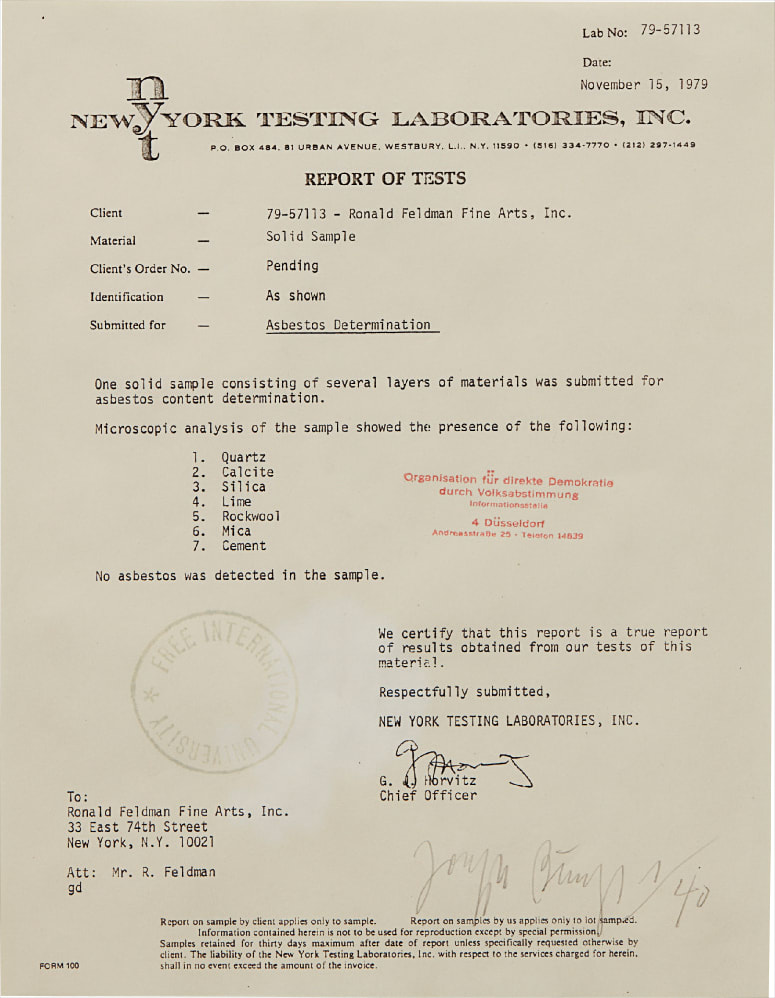 Lab No: 79-57113
Date:
November 15, 1979
nyt
NEW YORK TESTING LABORATORIES, INC.
P.O. BOX 484, 81 URBAN AVENUE, WESTBURY, L.I., N.Y. 11590 • (516) 334-7770 • (212) 297-1449
REPORT OF TESTS
Client — 79-57113 - Ronald Feldman Fine Arts, Inc.
Material — Solid Sample
Client's Order No. — Pending
Identification — As shown
Submitted for — Asbestos Determination
One solid sample consisting of several layers of materials was submitted for
asbestos content determination.
Microscopic analysis of the sample showed the presence of the following:
1. Quartz
2. Calcite
3. Silica
4. Lime
5. Rockwool
6. Mica
7. Cement
Organisation für direkte Demokratie
durch Volksabstimmung
Informationsstelle
4 Düsseldorf
Andreasstraße 25 - Telefon 14839
No asbestos was detected in the sample.
FREE INTERNATIONAL UNIVERSITY
We certify that this report is a true report
of results obtained from our tests of this
material.
Respectfully submitted,
NEW YORK TESTING LABORATORIES, INC.
G. J. Horvitz
Chief Officer
To:
Ronald Feldman Fine Arts, Inc.
33 East 74th Street
New York, N.Y. 10021
Att: Mr. R. Feldman
gd
Joseph Beuys 1/40
Report on sample by client applies only to sample. Report on samples by us applies only to lot sampled.
Information contained herein is not to be used for reproduction except by special permission.
Samples retained for thirty days maximum after date of report unless specifically requested otherwise by
client. The liability of the New York Testing Laboratories, Inc. with respect to the services charged for herein,
shall in no event exceed the amount of the invoice.
FORM 100